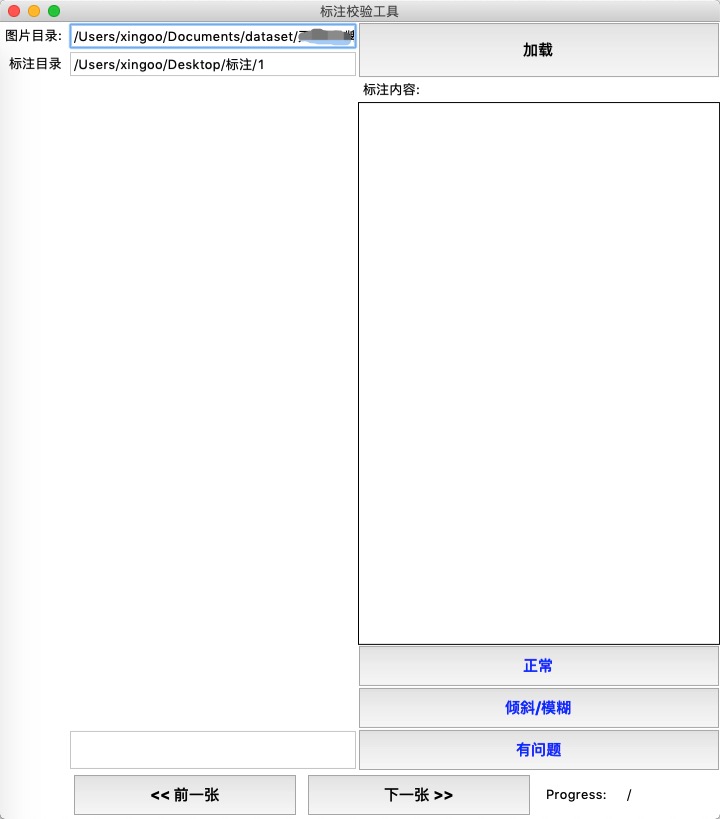 标注校验工具
图片目录: /Users/xingoo/Documents/dataset/
加载
标注目录 /Users/xingoo/Desktop/标注/1
标注内容:
正常
倾斜/模糊
有问题
<< 前一张 下一张 >> Progress: /